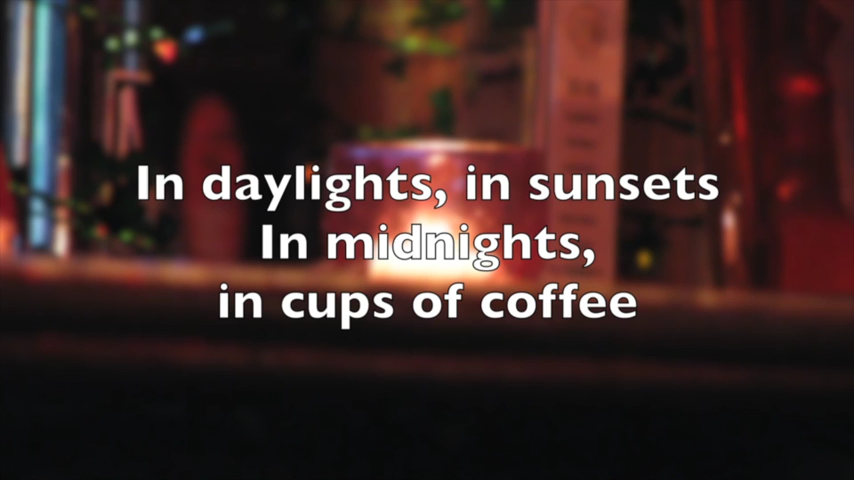 In daylights, in sunsets
In midnights,
in cups of coffee